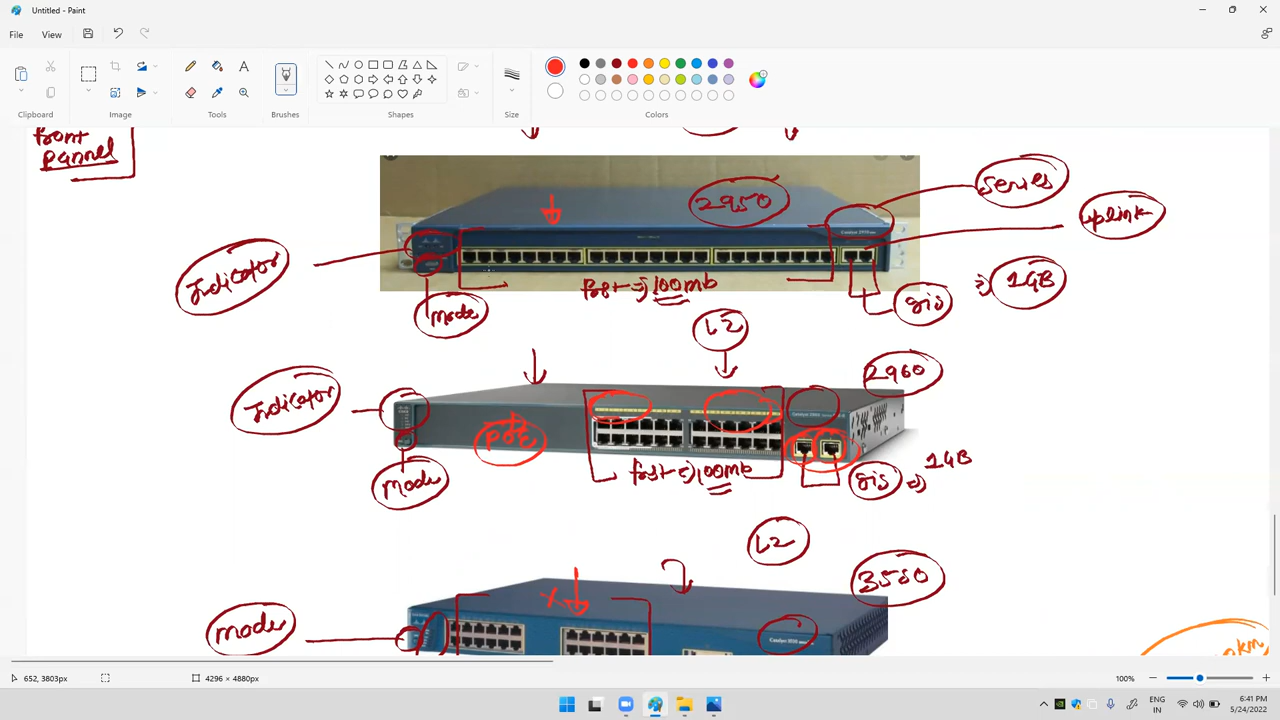 Untitled - Paint
File
View
Clipboard
Image
Tools
Brushes
Shapes
Size
Colors
front
pannel
2950
series
uplink
Indicator
mode
fast => 100mb
gig
=> 1GB
L2
2960
Indicator
POE
mode
fast => 100mb
gig => 1GB
L2
3550
mode
X
km
652, 3803px
4296 × 4880px
100%
ENG
IN
6:41 PM
5/24/2022